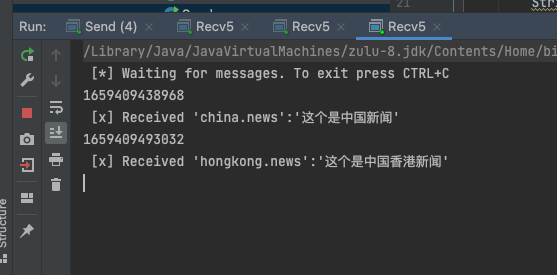 21
Stri
Run:
Send (4)
Recv5
Recv5
Recv5
/Library/Java/JavaVirtualMachines/zulu-8.jdk/Contents/Home/bi
[*] Waiting for messages. To exit press CTRL+C
1659409438968
[x] Received 'china.news':'这个是中国新闻'
1659409493032
[x] Received 'hongkong.news':'这个是中国香港新闻'
Structure